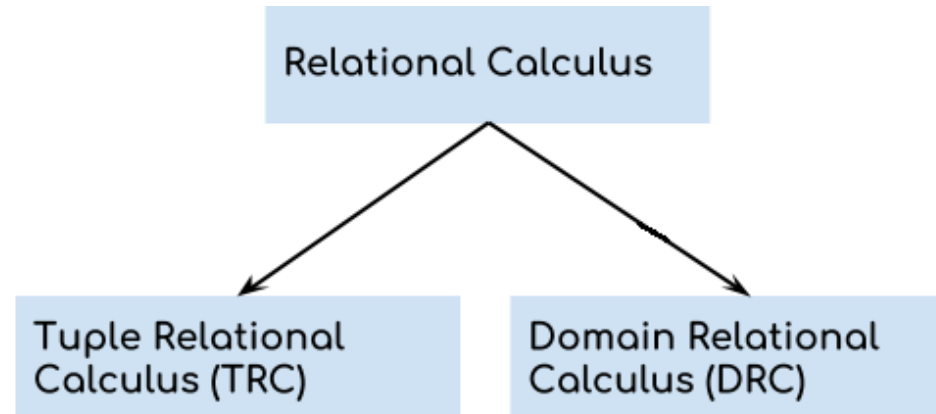 Relational Calculus
Tuple Relational
Calculus (TRC)
Domain Relational
Calculus (DRC)